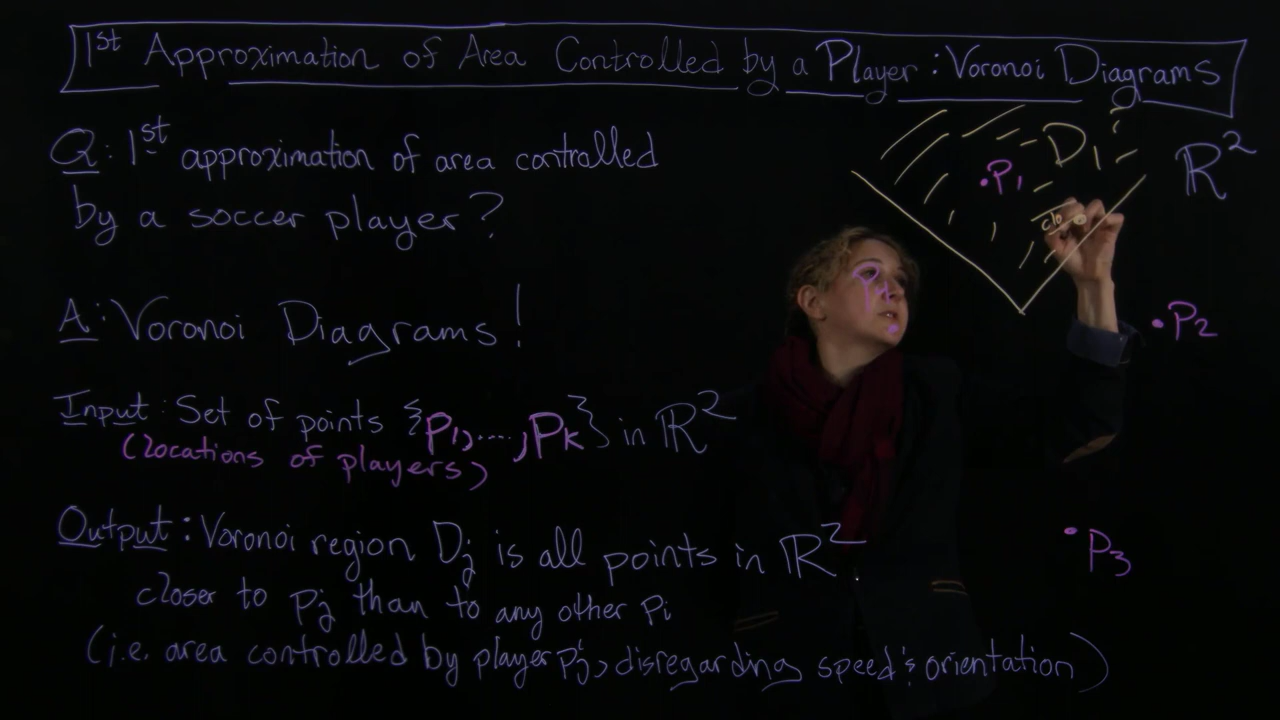 1st Approximation of Area Controlled by a Player : Voronoi Diagrams
Q: 1st approximation of area controlled
by a soccer player?
A: Voronoi Diagrams!
Input: Set of points {P1,....,Pk} in ℝ²
(locations of players)
Output: Voronoi region Dj is all points in ℝ²
closer to Pj than to any other Pi
(i.e. area controlled by player Pj, disregarding speed & orientation)
D1
ℝ²
P1
clo
P2
P4
P3